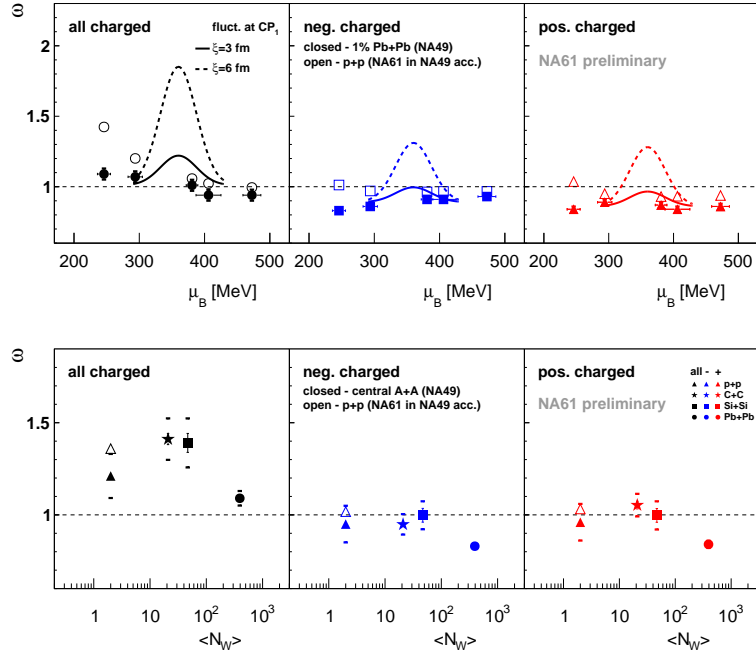 ω
all charged
fluct. at CP1
ξ=3 fm
ξ=6 fm
neg. charged
closed - 1% Pb+Pb (NA49)
open - p+p (NA61 in NA49 acc.)
pos. charged
NA61 preliminary
2
1.5
1
200 300 400 500
200 300 400 500
200 300 400 500
μB [MeV]
μB [MeV]
μB [MeV]
ω
all charged
neg. charged
closed - central A+A (NA49)
open - p+p (NA61 in NA49 acc.)
pos. charged
NA61 preliminary
all - +
p+p
C+C
Si+Si
Pb+Pb
1.5
1
1 10 10² 10³
1 10 10² 10³
1 10 10² 10³
<NW>
<NW>
<NW>